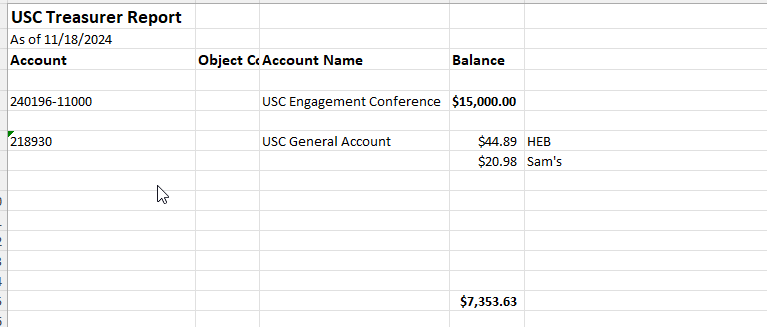 USC Treasurer Report
As of 11/18/2024
Account Object Co Account Name Balance
240196-11000 USC Engagement Conference $15,000.00
218930 USC General Account $44.89 HEB
$20.98 Sam's
$7,353.63